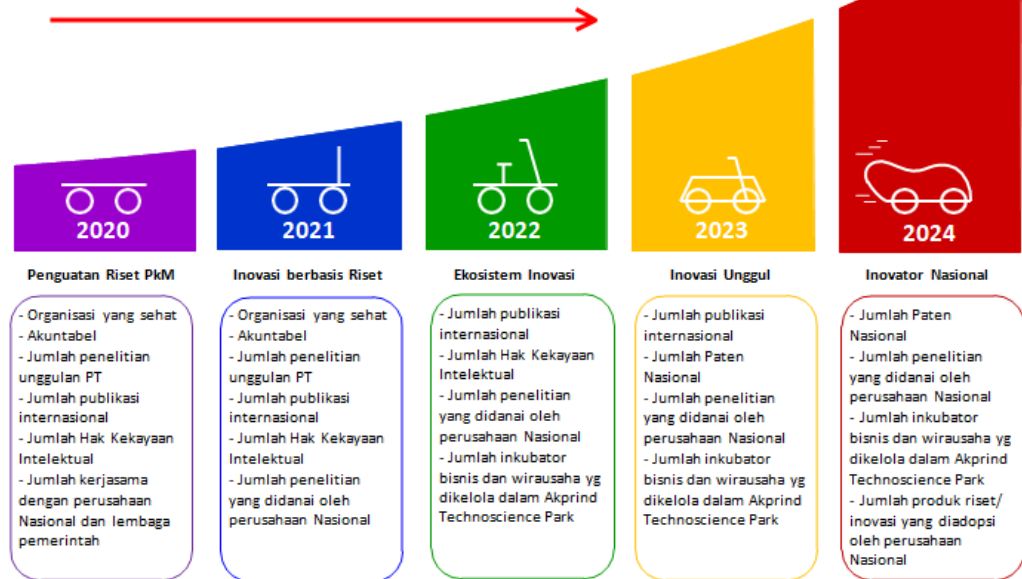 2020
2021
2022
2023
2024
Penguatan Riset PkM
Inovasi berbasis Riset
Ekosistem Inovasi
Inovasi Unggul
Inovator Nasional
- Organisasi yang sehat
- Akuntabel
- Jumlah penelitian
unggulan PT
- Jumlah publikasi
internasional
- Jumlah Hak Kekayaan
Intelektual
- Jumlah kerjasama
dengan perusahaan
Nasional dan lembaga
pemerintah
- Organisasi yang sehat
- Akuntabel
- Jumlah penelitian
unggulan PT
- Jumlah publikasi
internasional
- Jumlah Hak Kekayaan
Intelektual
- Jumlah penelitian
yang didanai oleh
perusahaan Nasional
- Jumlah publikasi
internasional
- Jumlah Hak Kekayaan
Intelektual
- Jumlah penelitian
yang didanai oleh
perusahaan Nasional
- Jumlah inkubator
bisnis dan wirausaha yg
dikelola dalam Akprind
Technoscience Park
- Jumlah publikasi
internasional
- Jumlah Paten
Nasional
- Jumlah penelitian
yang didanai oleh
perusahaan Nasional
- Jumlah inkubator
bisnis dan wirausaha yg
dikelola dalam Akprind
Technoscience Park
- Jumlah Paten
Nasional
- Jumlah penelitian
yang didanai oleh
perusahaan Nasional
- Jumlah inkubator
bisnis dan wirausaha yg
dikelola dalam Akprind
Technoscience Park
- Jumlah produk riset/
inovasi yang diadopsi
oleh perusahaan
Nasional